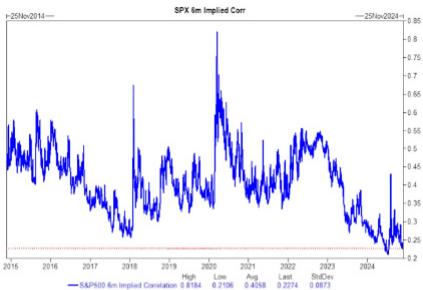 SPX 6m Implied Corr
25Nov2014
25Nov2024
0.85
0.8
0.75
0.7
0.65
0.6
0.55
0.5
0.45
0.4
0.35
0.3
0.25
0.2
2015 2016 2017 2018 2019 2020 2021 2022 2023 2024
High Low Avg Last StdDev
S&P500 6m Implied Correlation 0.8184 0.2106 0.4058 0.2274 0.0873